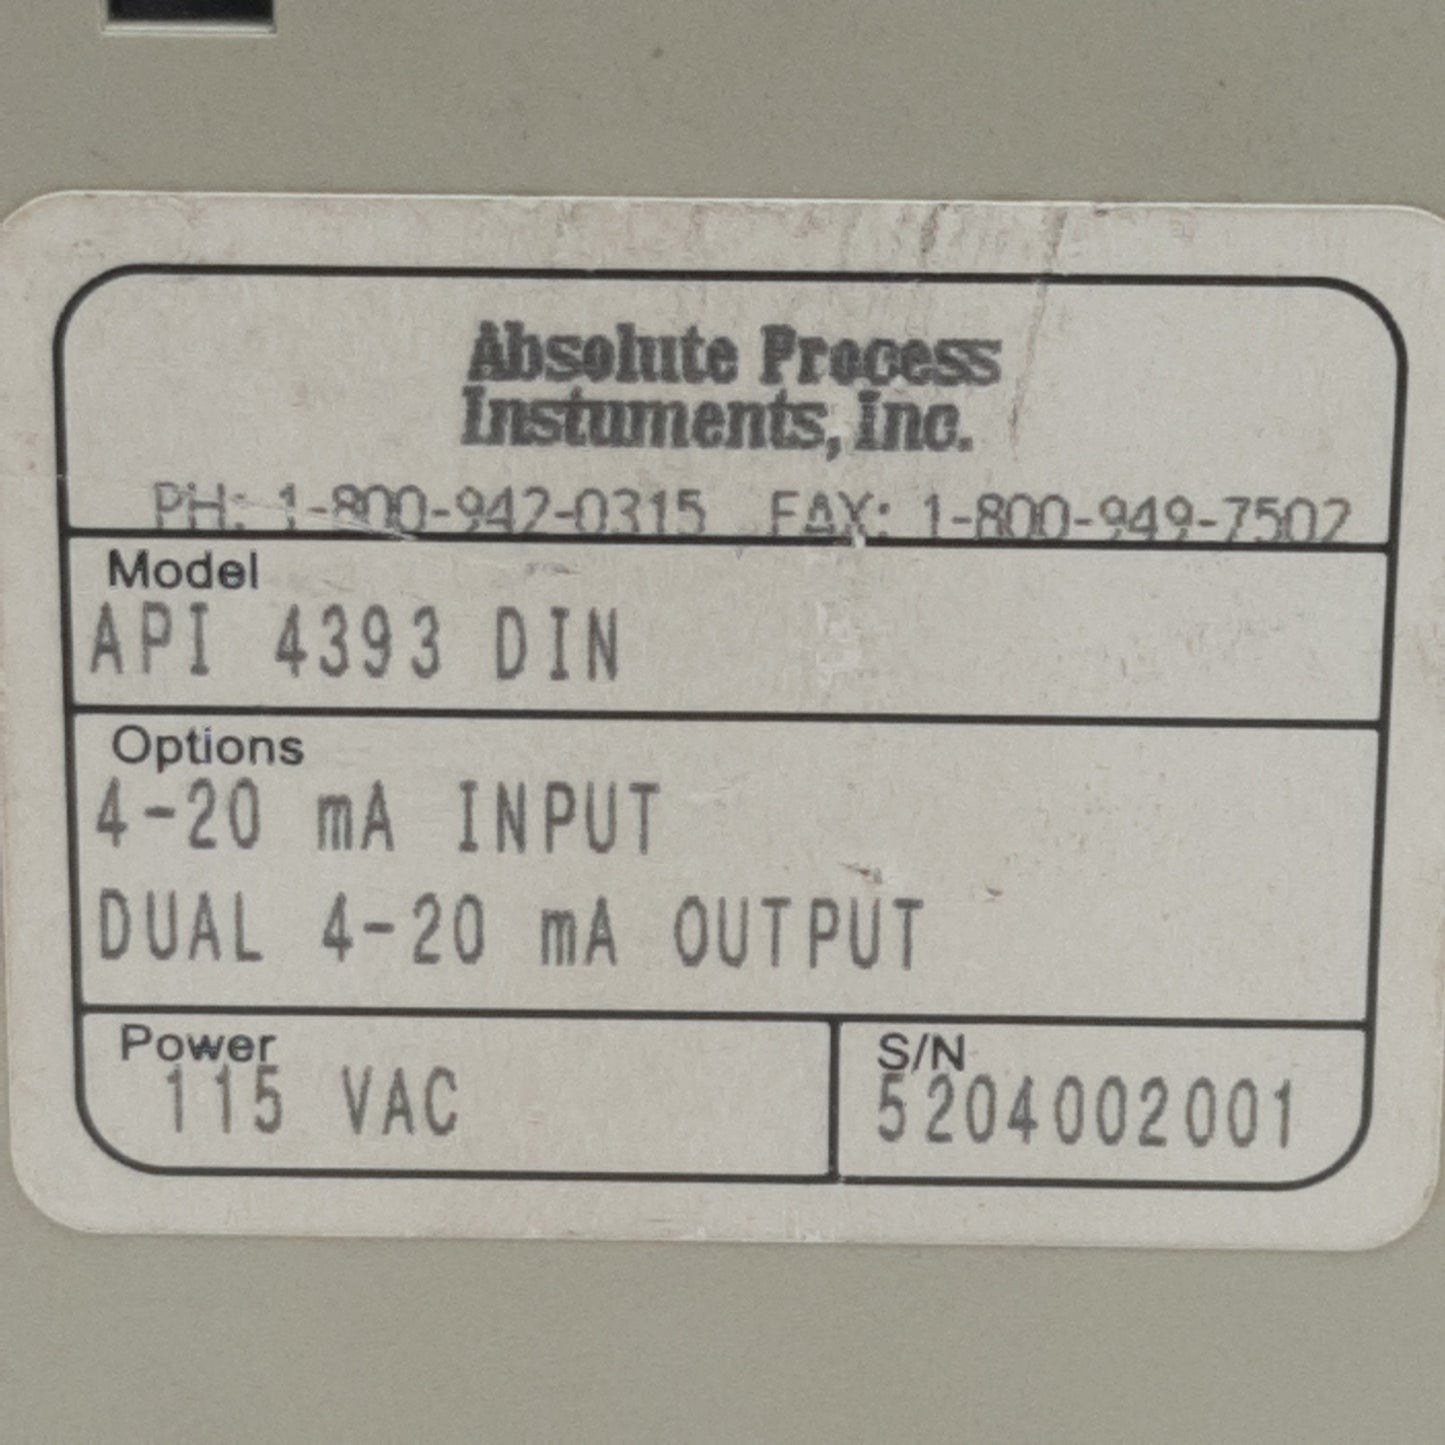 Absolute Process
Instuments, Inc.
PH: 1-800-942-0315 FAX: 1-800-949-7502
Model
API 4393 DIN
Options
4-20 mA INPUT
DUAL 4-20 mA OUTPUT
Power
115 VAC
S/N
5204002001